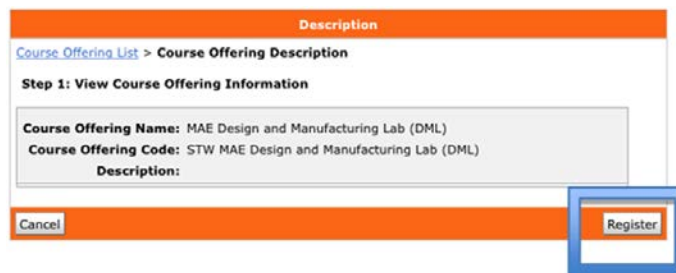 Description
Course Offering List > Course Offering Description
Step 1: View Course Offering Information
Course Offering Name: MAE Design and Manufacturing Lab (DML)
Course Offering Code: STW MAE Design and Manufacturing Lab (DML)
Description:
Cancel Register